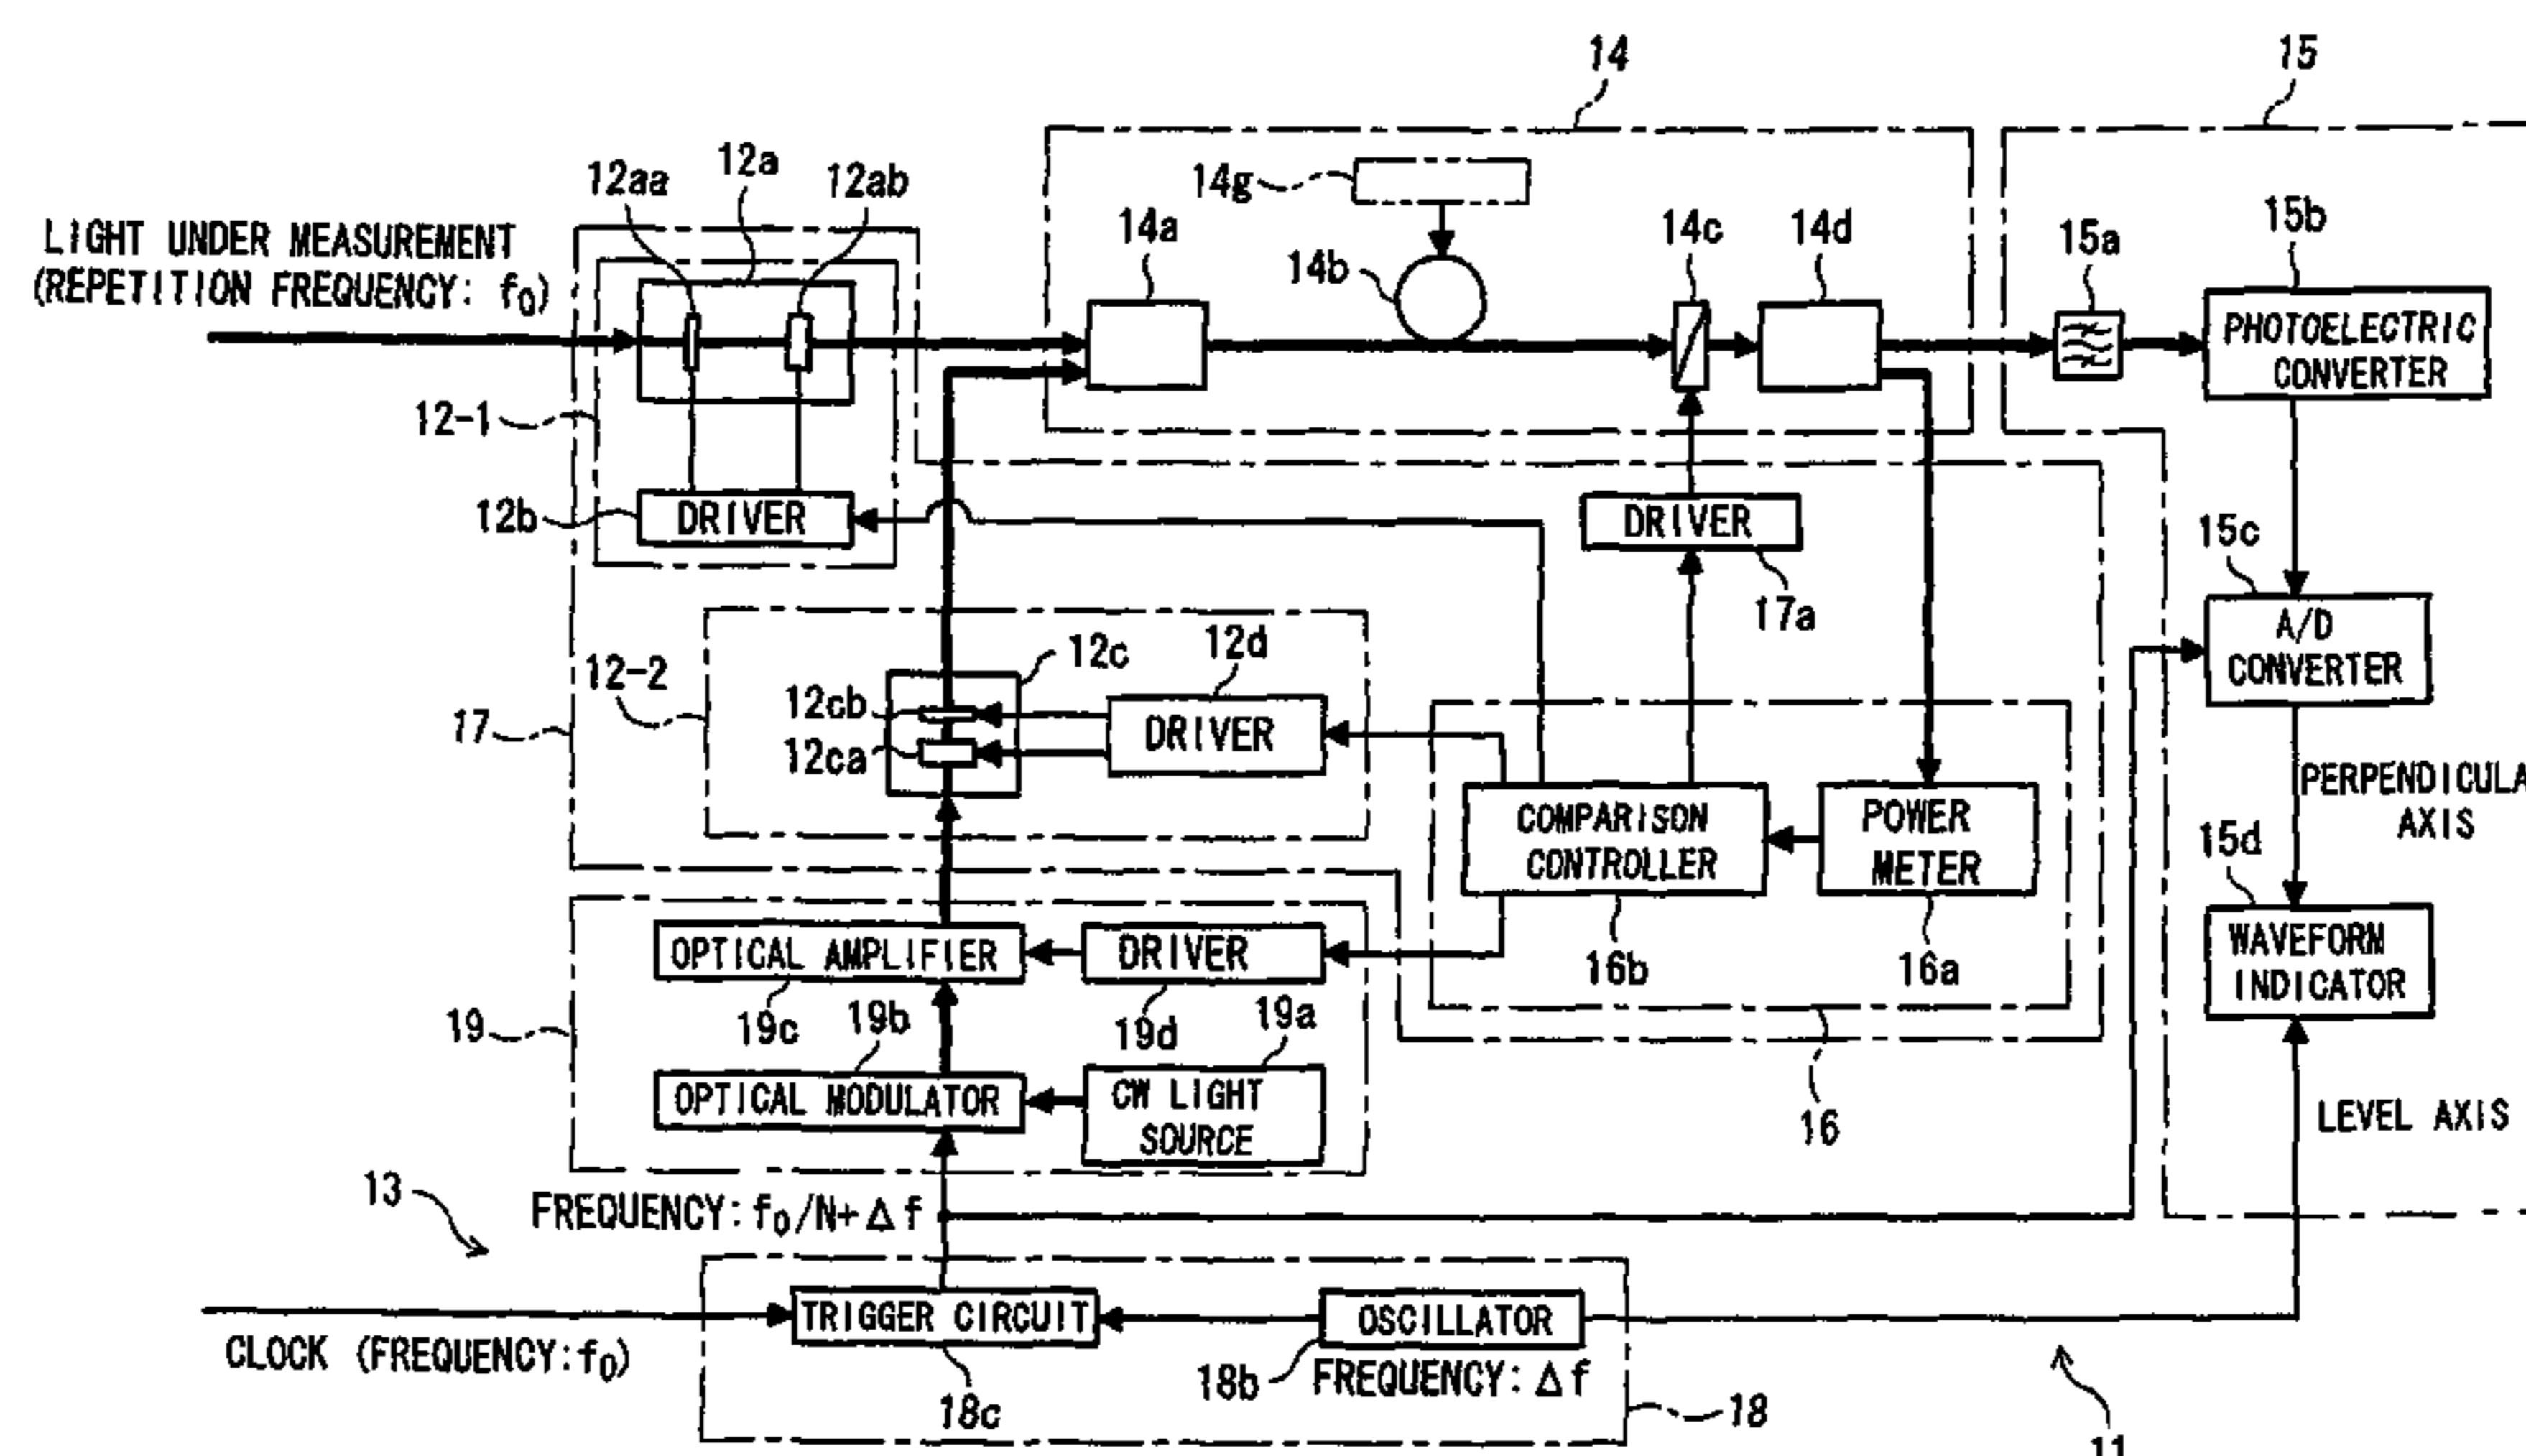 14
15
12aa
12a
12ab
14g
14a
14b
14c
14d
15a
15b
LIGHT UNDER MEASUREMENT
(REPETITION FREQUENCY: f0)
PHOTOELECTRIC
CONVERTER
12-1
12b
DRIVER
DRIVER
17a
15c
A/D
CONVERTER
12-2
12c
12d
12cb
12ca
DRIVER
17
COMPARISON
CONTROLLER
POWER
METER
PERPENDICULA
AXIS
15d
WAVEFORM
INDICATOR
16b
16a
OPTICAL AMPLIFIER
DRIVER
19
19c
19b
19d
19a
OPTICAL MODULATOR
CW LIGHT
SOURCE
16
LEVEL AXIS
13
FREQUENCY: f0/N+Δf
TRIGGER CIRCUIT
OSCILLATOR
CLOCK (FREQUENCY:f0)
18c
18b
FREQUENCY: Δf
18
11